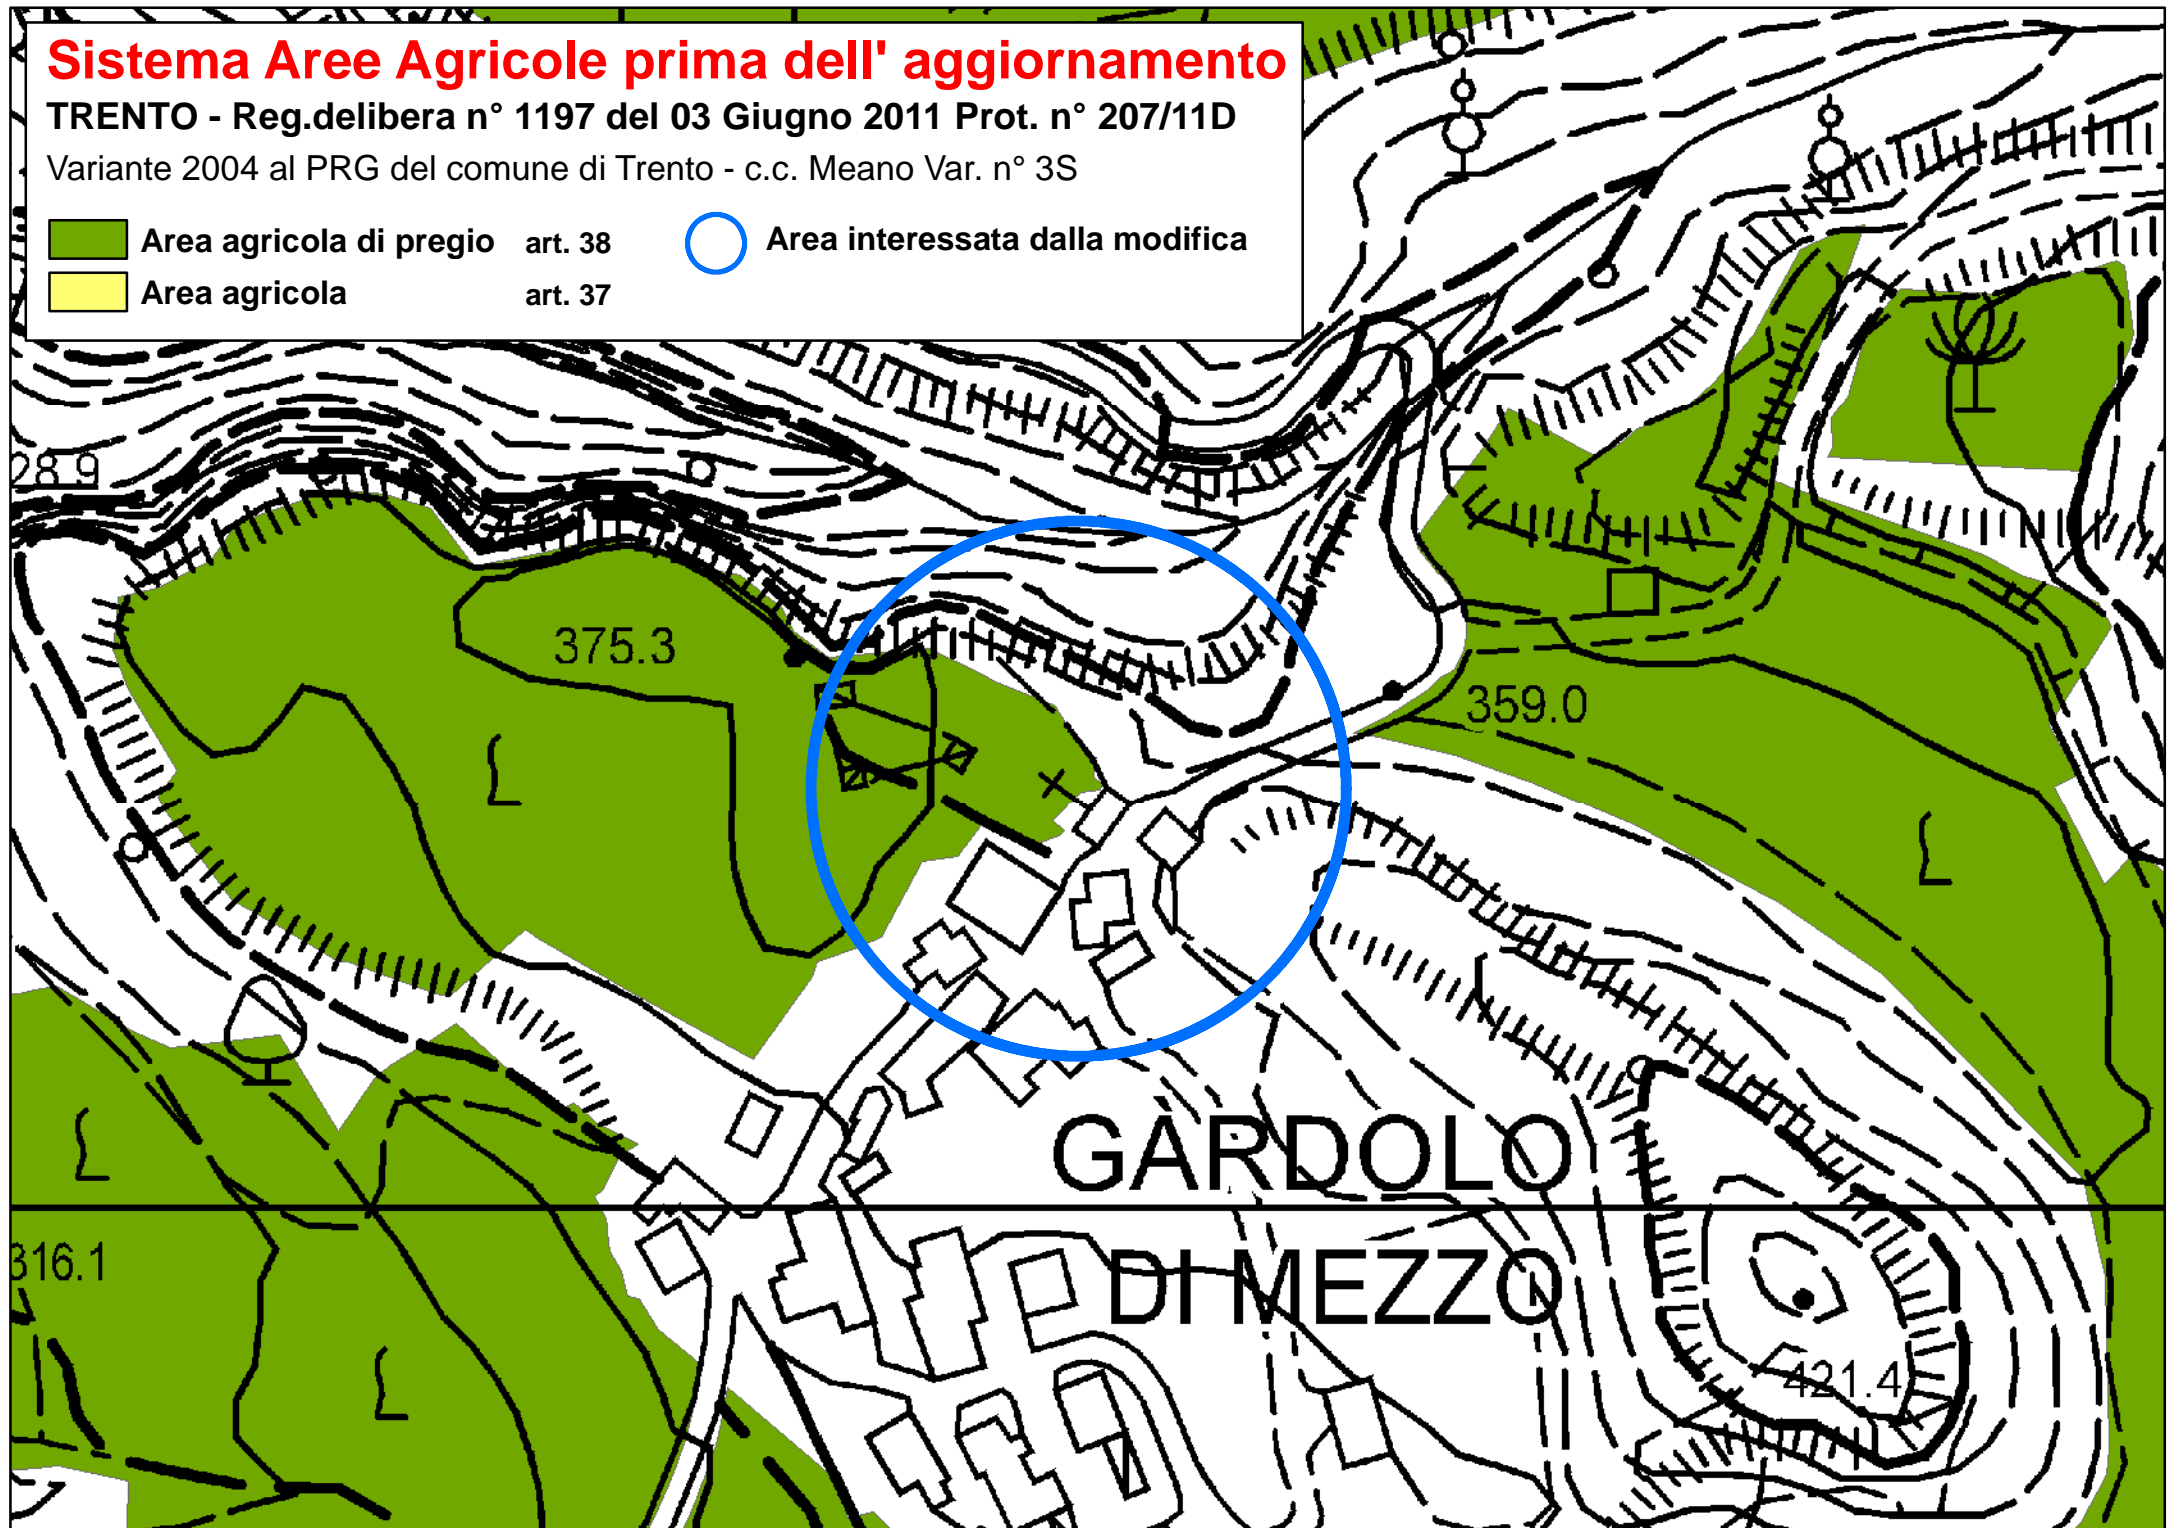 Sistema Aree Agricole prima dell' aggiornamento
TRENTO - Reg.delibera n° 1197 del 03 Giugno 2011 Prot. n° 207/11D
Variante 2004 al PRG del comune di Trento - c.c. Meano Var. n° 3S
Area agricola di pregio art. 38
Area interessata dalla modifica
Area agricola art. 37
28.9
375.3
359.0
GÀRDOLO
DI MEZZO
316.1
421.4